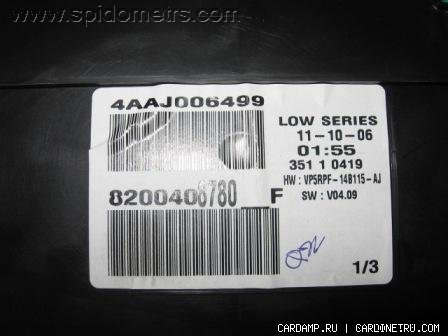 www.spidometrs.com
4AAJ006499
LOW SERIES
11-10-06
01:55
351 1 0419
HW : VP5RPF-14B115-AJ
SW : V04.09
8200408780__F
1/3
CARDAMP.RU | CARDINETRU.COM